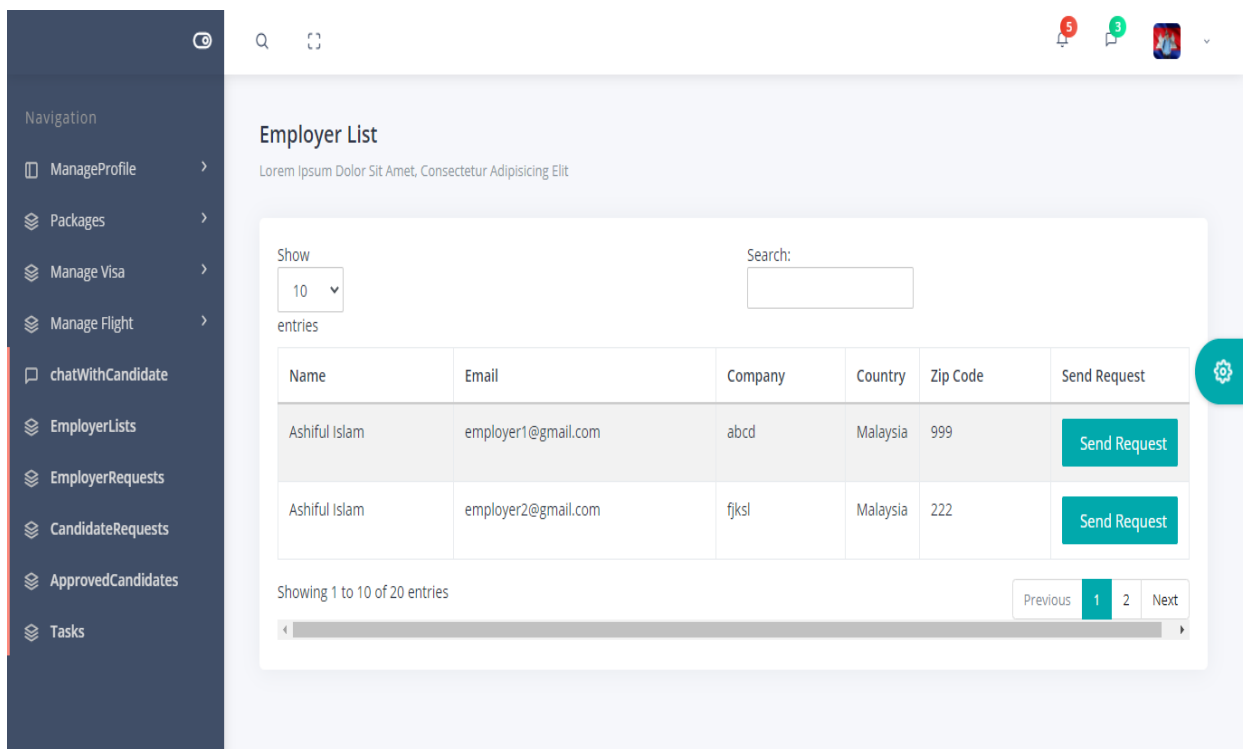 5
3
Navigation
ManageProfile
Packages
Manage Visa
Manage Flight
chatWithCandidate
EmployerLists
EmployerRequests
CandidateRequests
ApprovedCandidates
Tasks
Employer List
Lorem Ipsum Dolor Sit Amet, Consectetur Adipisicing Elit
Show
10
entries
Search:
Name Email Company Country Zip Code Send Request
Ashiful Islam employer1@gmail.com abcd Malaysia 999 Send Request
Ashiful Islam employer2@gmail.com fjksl Malaysia 222 Send Request
Showing 1 to 10 of 20 entries
Previous 1 2 Next